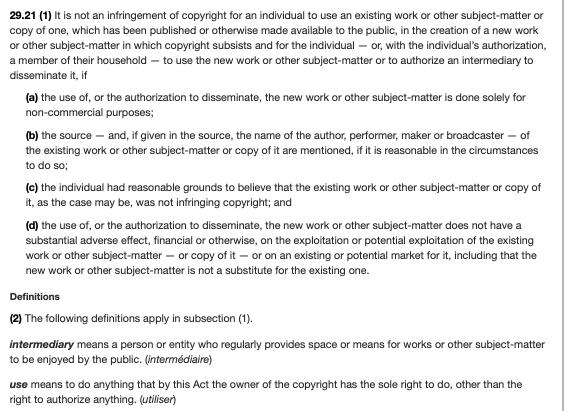 29.21 (1) It is not an infringement of copyright for an individual to use an existing work or other subject-matter or
copy of one, which has been published or otherwise made available to the public, in the creation of a new work
or other subject-matter in which copyright subsists and for the individual — or, with the individual's authorization,
a member of their household — to use the new work or other subject-matter or to authorize an intermediary to
disseminate it, if
(a) the use of, or the authorization to disseminate, the new work or other subject-matter is done solely for
non-commercial purposes;
(b) the source — and, if given in the source, the name of the author, performer, maker or broadcaster — of
the existing work or other subject-matter or copy of it are mentioned, if it is reasonable in the circumstances
to do so;
(c) the individual had reasonable grounds to believe that the existing work or other subject-matter or copy of
it, as the case may be, was not infringing copyright; and
(d) the use of, or the authorization to disseminate, the new work or other subject-matter does not have a
substantial adverse effect, financial or otherwise, on the exploitation or potential exploitation of the existing
work or other subject-matter — or copy of it — or on an existing or potential market for it, including that the
new work or other subject-matter is not a substitute for the existing one.
Definitions
(2) The following definitions apply in subsection (1).
intermediary means a person or entity who regularly provides space or means for works or other subject-matter
to be enjoyed by the public. (intermédiaire)
use means to do anything that by this Act the owner of the copyright has the sole right to do, other than the
right to authorize anything. (utiliser)